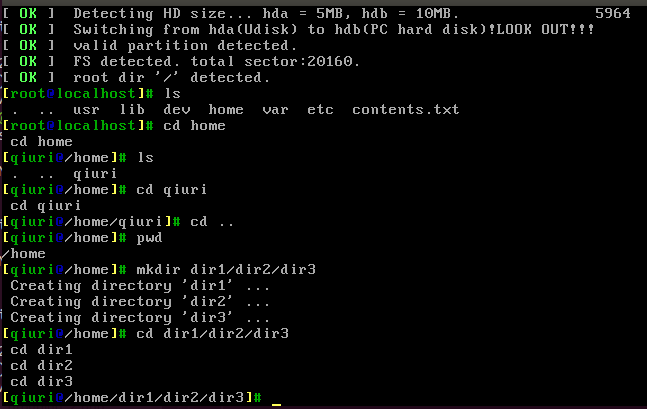 [ OK ] Detecting HD size... hda = 5MB, hdb = 10MB. 5964
[ OK ] Switching from hda(Udisk) to hdb(PC hard disk)!LOOK OUT!!!
[ OK ] valid partition detected.
[ OK ] FS detected. total sector:20160.
[ OK ] root dir '/' detected.
[root@localhost]# ls
. .. usr lib dev home var etc contents.txt
[root@localhost]# cd home
cd home
[qiuri@/home]# ls
. .. qiuri
[qiuri@/home]# cd qiuri
cd qiuri
[qiuri@/home/qiuri]# cd ..
[qiuri@/home]# pwd
/home
[qiuri@/home]# mkdir dir1/dir2/dir3
Creating directory 'dir1' ...
Creating directory 'dir2' ...
Creating directory 'dir3' ...
[qiuri@/home]# cd dir1/dir2/dir3
cd dir1
cd dir2
cd dir3
[qiuri@/home/dir1/dir2/dir3]# _